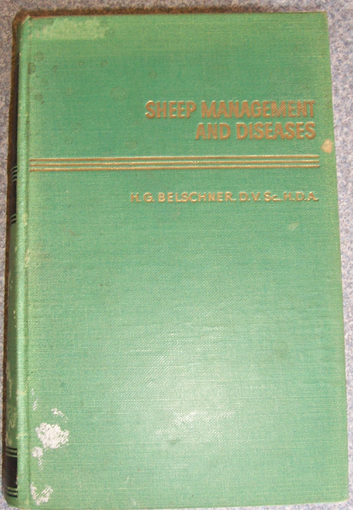 SHEEP MANAGEMENT
AND DISEASES
H. G. BELSCHNER, D.V.Sc., H.D.A.